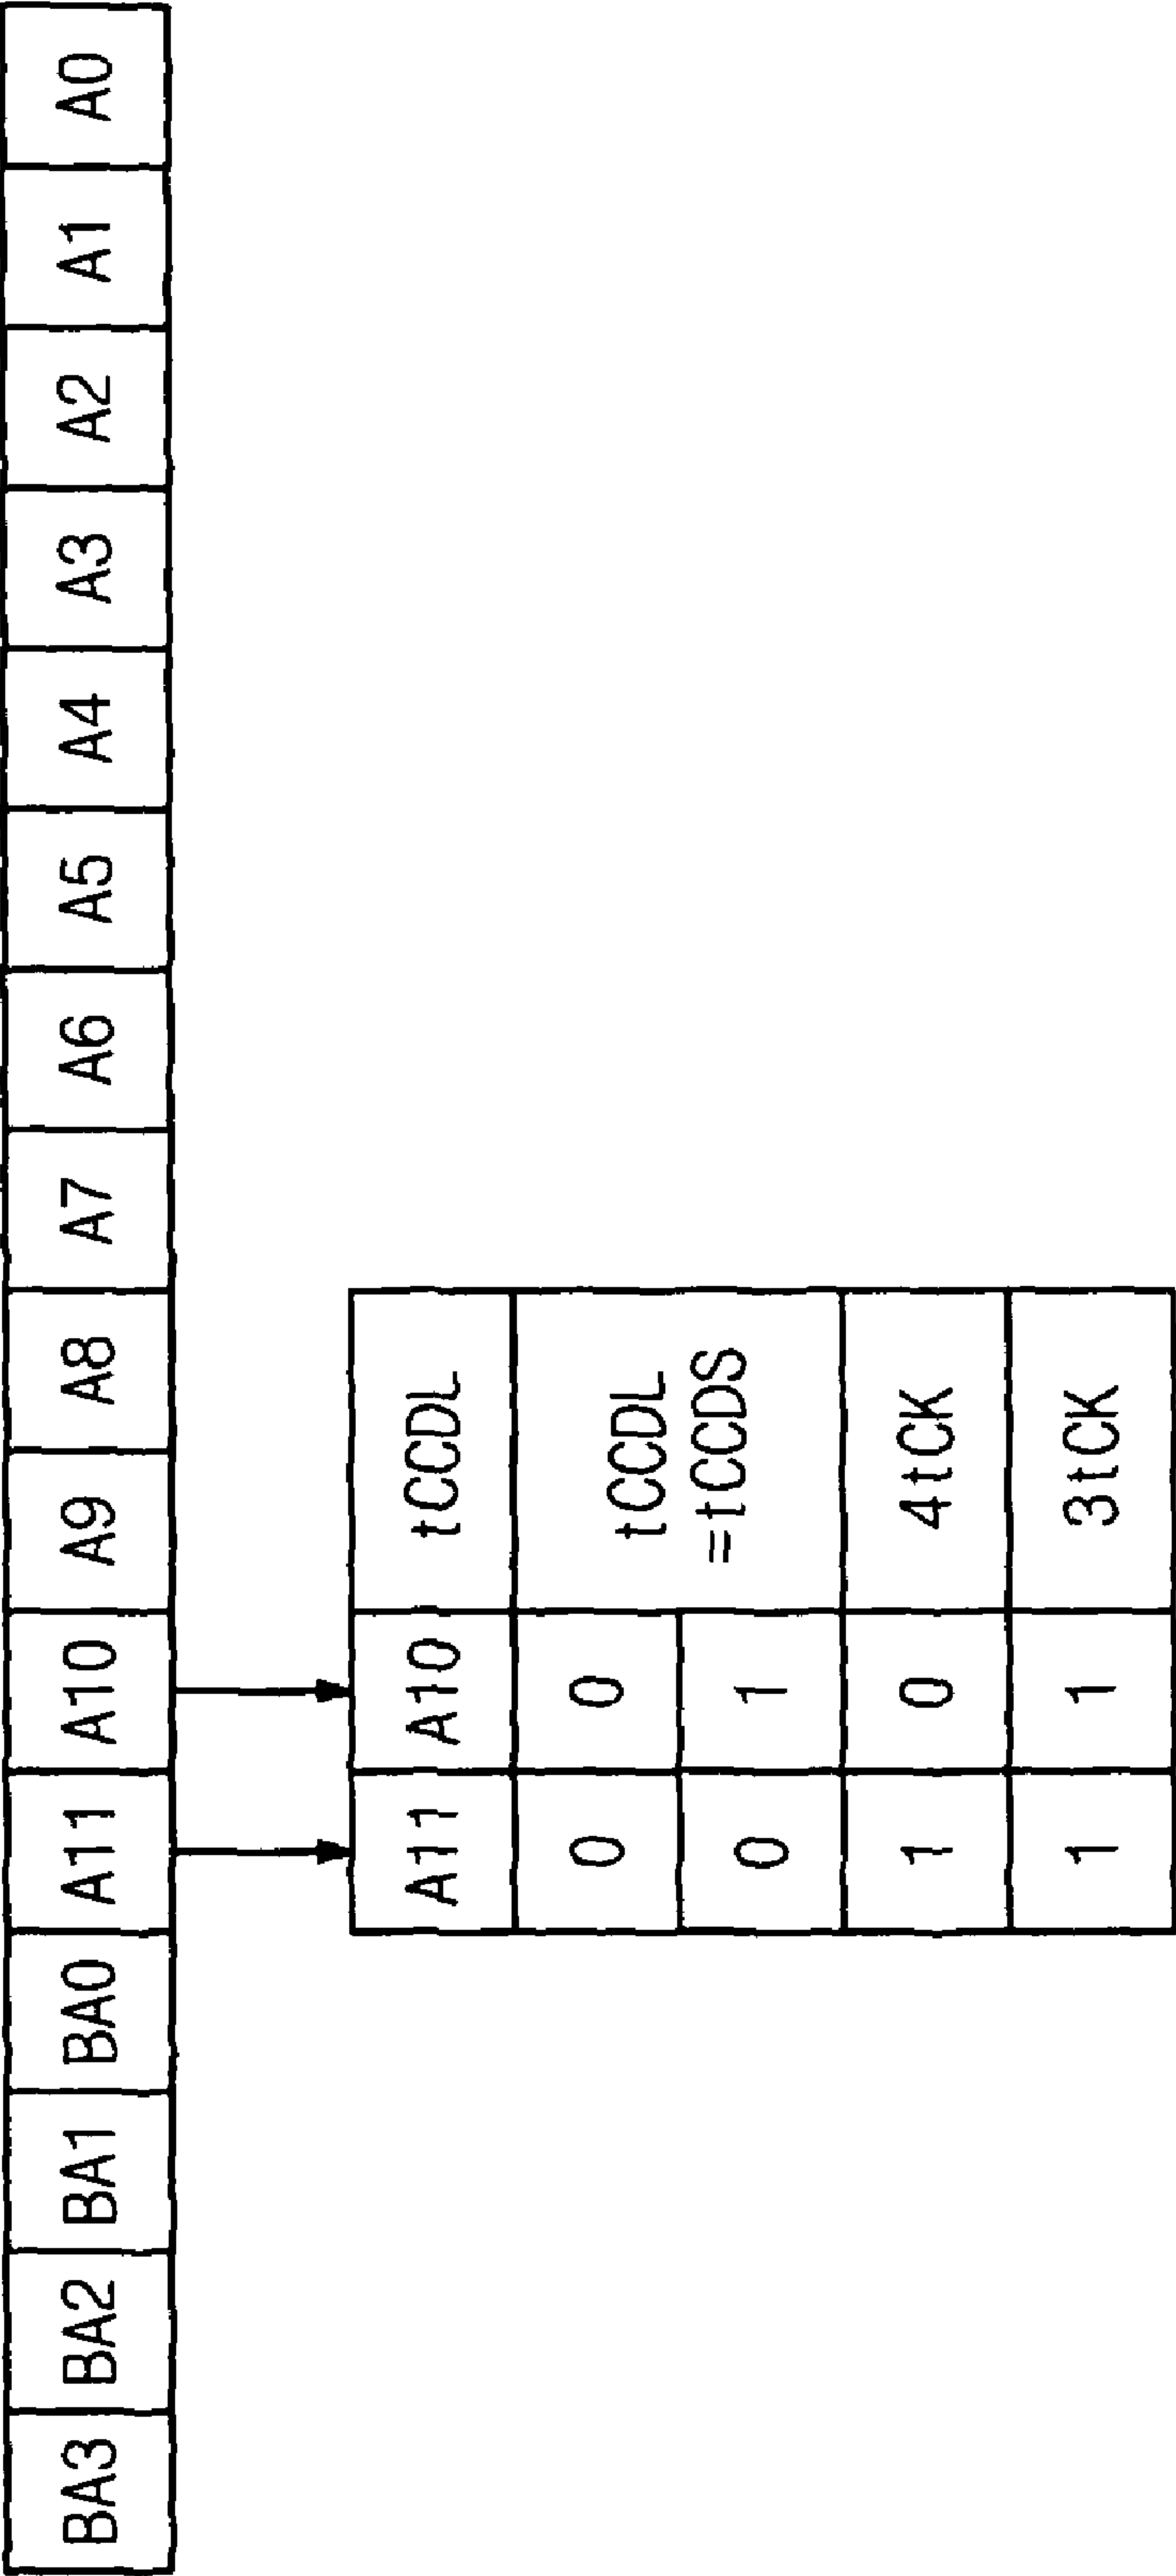 BA3 BA2 BA1 BA0 A11 A10 A9 A8 A7 A6 A5 A4 A3 A2 A1 A0
A11 A10 tCCDL
0 0 tCCDL
0 1 =tCCDS
1 0 4tCK
1 1 3tCK